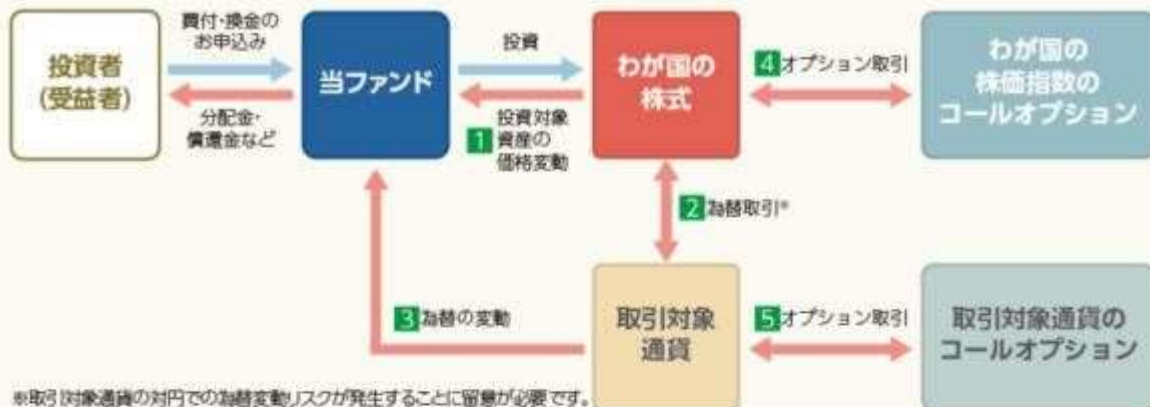 買付・換金の
お申込み
投資者
(受益者)
分配金・
償還金など
当ファンド
投資
1 投資対象
資産の
価格変動
わが国の
株式
4 オプション取引
わが国の
株価指数の
コールオプション
2 為替取引※
3 為替の変動
取引対象
通貨
5 オプション取引
取引対象通貨の
コールオプション
※取引対象通貨の対円での為替変動リスクが発生することに留意が必要です。